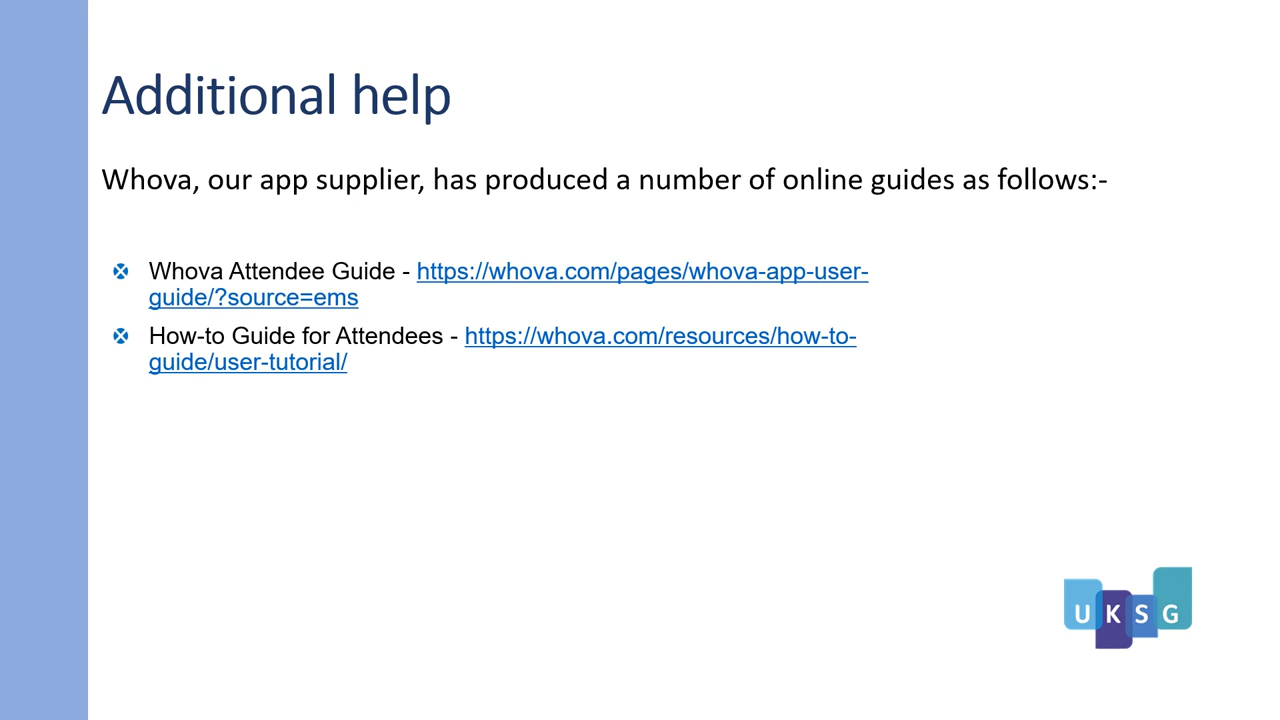 Additional help
Whova, our app supplier, has produced a number of online guides as follows:-
Whova Attendee Guide - https://whova.com/pages/whova-app-user-
guide/?source=ems
How-to Guide for Attendees - https://whova.com/resources/how-to-
guide/user-tutorial/
UKSG